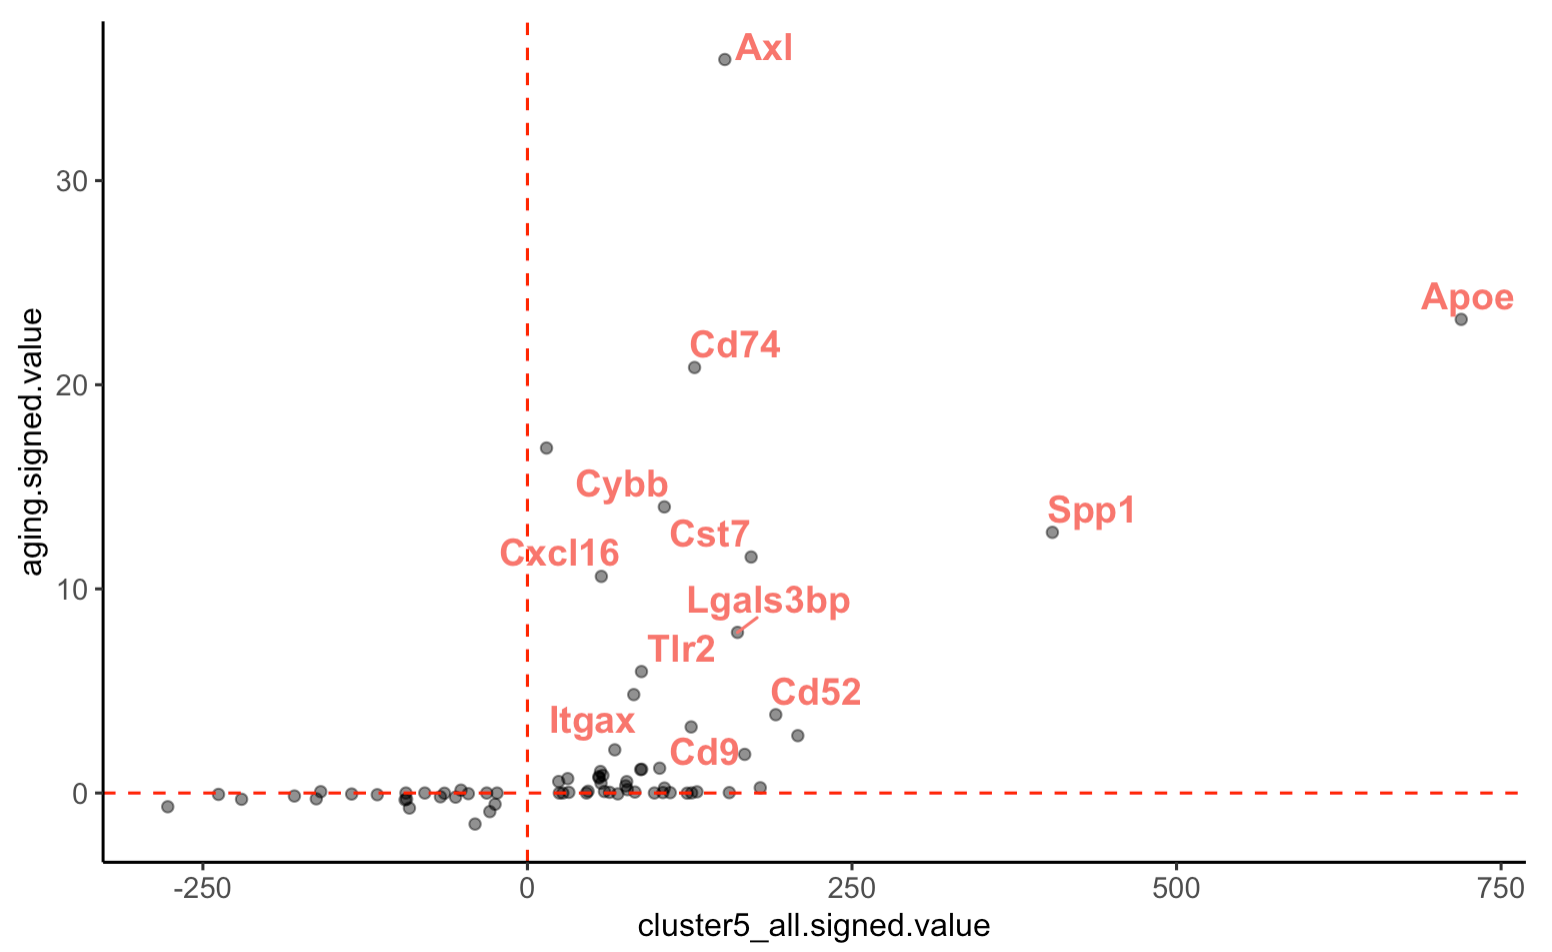 Axl
30
Apoe
Cd74
20
Cybb
Spp1
Cst7
Cxcl16
10
Lgals3bp
Tlr2
Cd52
Itgax
Cd9
0
-250
0
250
500
750
cluster5_all.signed.value
aging.signed.value